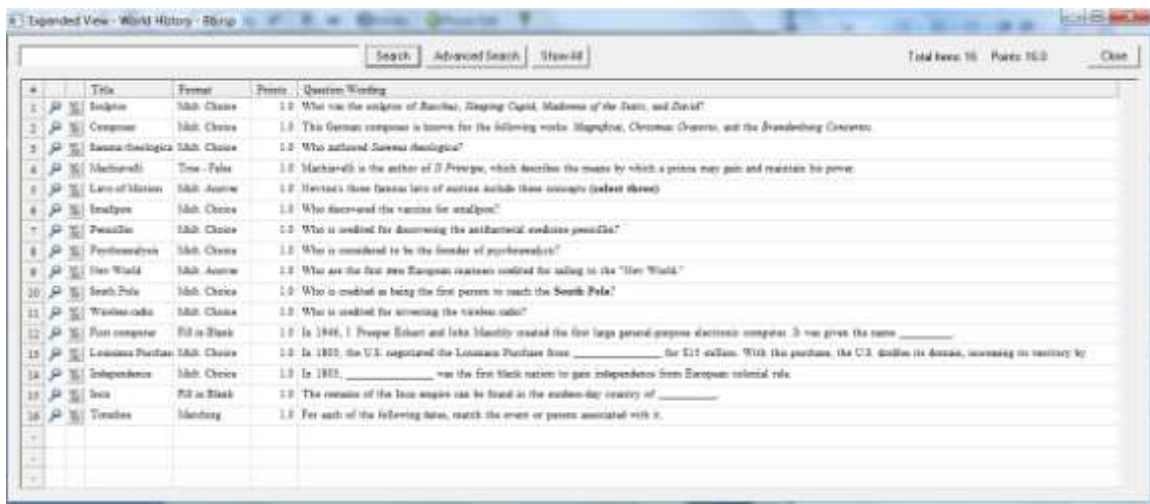 Expanded View - World History - 
Search Advanced Search Show All Total Items: 16 Points: 16.0 Close
# Title Format Points Question Wording
1 Sculptor Mult. Choice 1.0 Who was the sculptor of Bacchus, Sleeping Cupid, Madonna of the Stairs, and David?
2 Composer Mult. Choice 1.0 This German composer is known for the following works: Magnificat, Christmas Oratorio, and the Brandenburg Concertos.
3 Summa theologica Mult. Choice 1.0 Who authored Summa theologica?
4 Machiavelli True - False 1.0 Machiavelli is the author of Il Principe, which describes the means by which a prince may gain and maintain his power.
5 Laws of Motion Mult. Answer 1.0 Newton's three famous laws of motion include these concepts (select three)
6 Smallpox Mult. Choice 1.0 Who discovered the vaccine for smallpox?
7 Penicillin Mult. Choice 1.0 Who is credited for discovering the antibacterial medicine penicillin?
8 Psychoanalysis Mult. Choice 1.0 Who is considered to be the founder of psychoanalysis?
9 New World Mult. Answer 1.0 Who are the first two European mariners credited for sailing to the "New World."
10 South Pole Mult. Choice 1.0 Who is credited as being the first person to reach the South Pole?
11 Wireless radio Mult. Choice 1.0 Who is credited for inventing the wireless radio?
12 First computer Fill in Blank 1.0 In 1946, J. Presper Eckert and John Mauchly created the first large general-purpose electronic computer. It was given the name __________.
13 Louisiana Purchase Mult. Choice 1.0 In 1803, the U.S. negotiated the Louisiana Purchase from ________________ for $15 million. With this purchase, the U.S. doubles its domain, increasing its territory by
14 Independence Mult. Choice 1.0 In 1803, ________________ was the first black nation to gain independence from European colonial rule.
15 Inca Fill in Blank 1.0 The remains of the Inca empire can be found in the modern-day country of __________.
16 Timeline Matching 1.0 For each of the following dates, match the event or person associated with it.